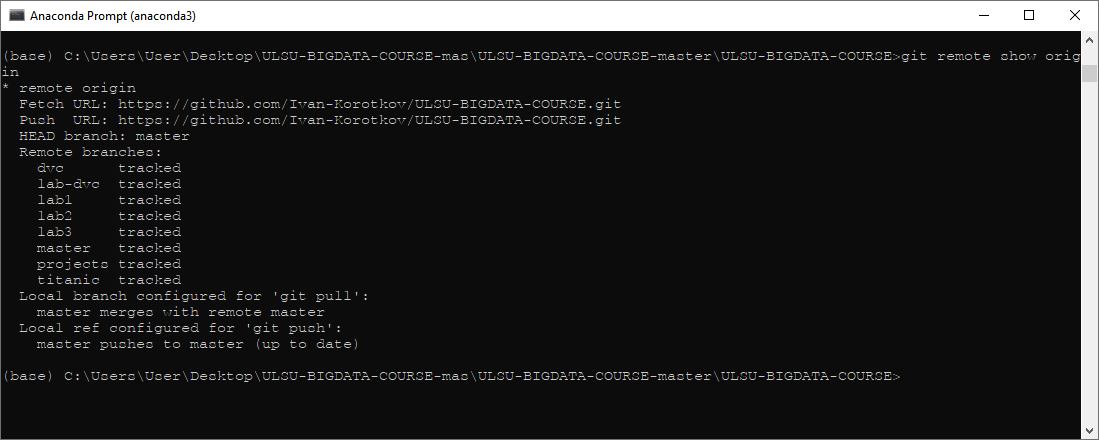 Anaconda Prompt (anaconda3)
(base) C:\Users\User\Desktop\ULSU-BIGDATA-COURSE-mas\ULSU-BIGDATA-COURSE-master\ULSU-BIGDATA-COURSE>git remote show orig
in
* remote origin
  Fetch URL: https://github.com/Ivan-Korotkov/ULSU-BIGDATA-COURSE.git
  Push  URL: https://github.com/Ivan-Korotkov/ULSU-BIGDATA-COURSE.git
  HEAD branch: master
  Remote branches:
    dvc      tracked
    lab-dvc  tracked
    lab1     tracked
    lab2     tracked
    lab3     tracked
    master   tracked
    projects tracked
    titanic  tracked
  Local branch configured for 'git pull':
    master merges with remote master
  Local ref configured for 'git push':
    master pushes to master (up to date)
(base) C:\Users\User\Desktop\ULSU-BIGDATA-COURSE-mas\ULSU-BIGDATA-COURSE-master\ULSU-BIGDATA-COURSE>